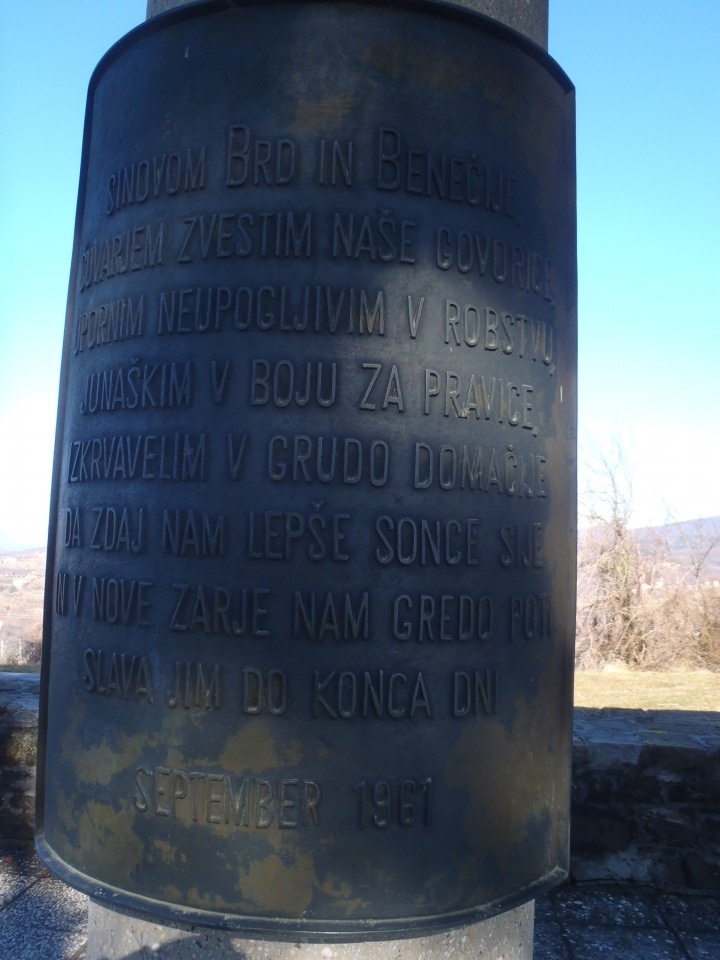 SINOVOM BRD IN BENEČIJE,
TOVARJEM ZVESTIM NAŠE GOVORICE,
UPORNIM NEUPOGLJIVIM V ROBSTVU,
JUNAŠKIM V BOJU ZA PRAVICE,
IZKRVAVELIM V GRUDO DOMAČIJE
DA ZDAJ NAM LEPŠE SONCE SIJE
IN V NOVE ZARJE NAM GREDO POTI
SLAVA JIM DO KONCA DNI
SEPTEMBER 1961